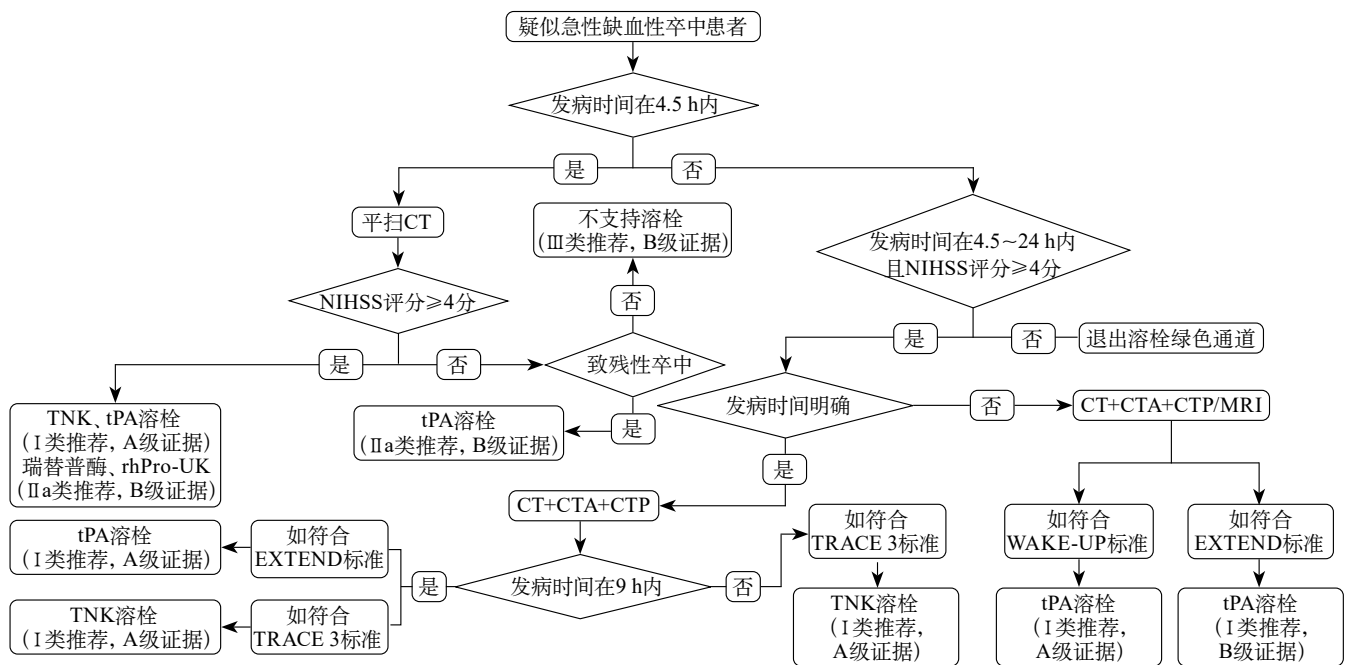 疑似急性缺血性卒中患者
发病时间在4.5 h内
是
否
平扫CT
不支持溶栓
(Ⅲ类推荐, B级证据)
发病时间在4.5~24 h内
且NIHSS评分≥4分
NIHSS评分≥4分
否
是
否
致残性卒中
是
否
退出溶栓绿色通道
TNK、tPA溶栓
(Ⅰ类推荐, A级证据)
瑞替普酶、rhPro-UK
(Ⅱa类推荐, B级证据)
tPA溶栓
(Ⅱa类推荐, B级证据)
是
发病时间明确
否
CT+CTA+CTP/MRI
是
CT+CTA+CTP
tPA溶栓
(Ⅰ类推荐, A级证据)
如符合
EXTEND标准
是
发病时间在9 h内
否
如符合
TRACE 3标准
如符合
WAKE-UP标准
如符合
EXTEND标准
TNK溶栓
(Ⅰ类推荐, A级证据)
如符合
TRACE 3标准
TNK溶栓
(Ⅰ类推荐,
A级证据)
tPA溶栓
(Ⅰ类推荐,
A级证据)
tPA溶栓
(Ⅰ类推荐,
B级证据)